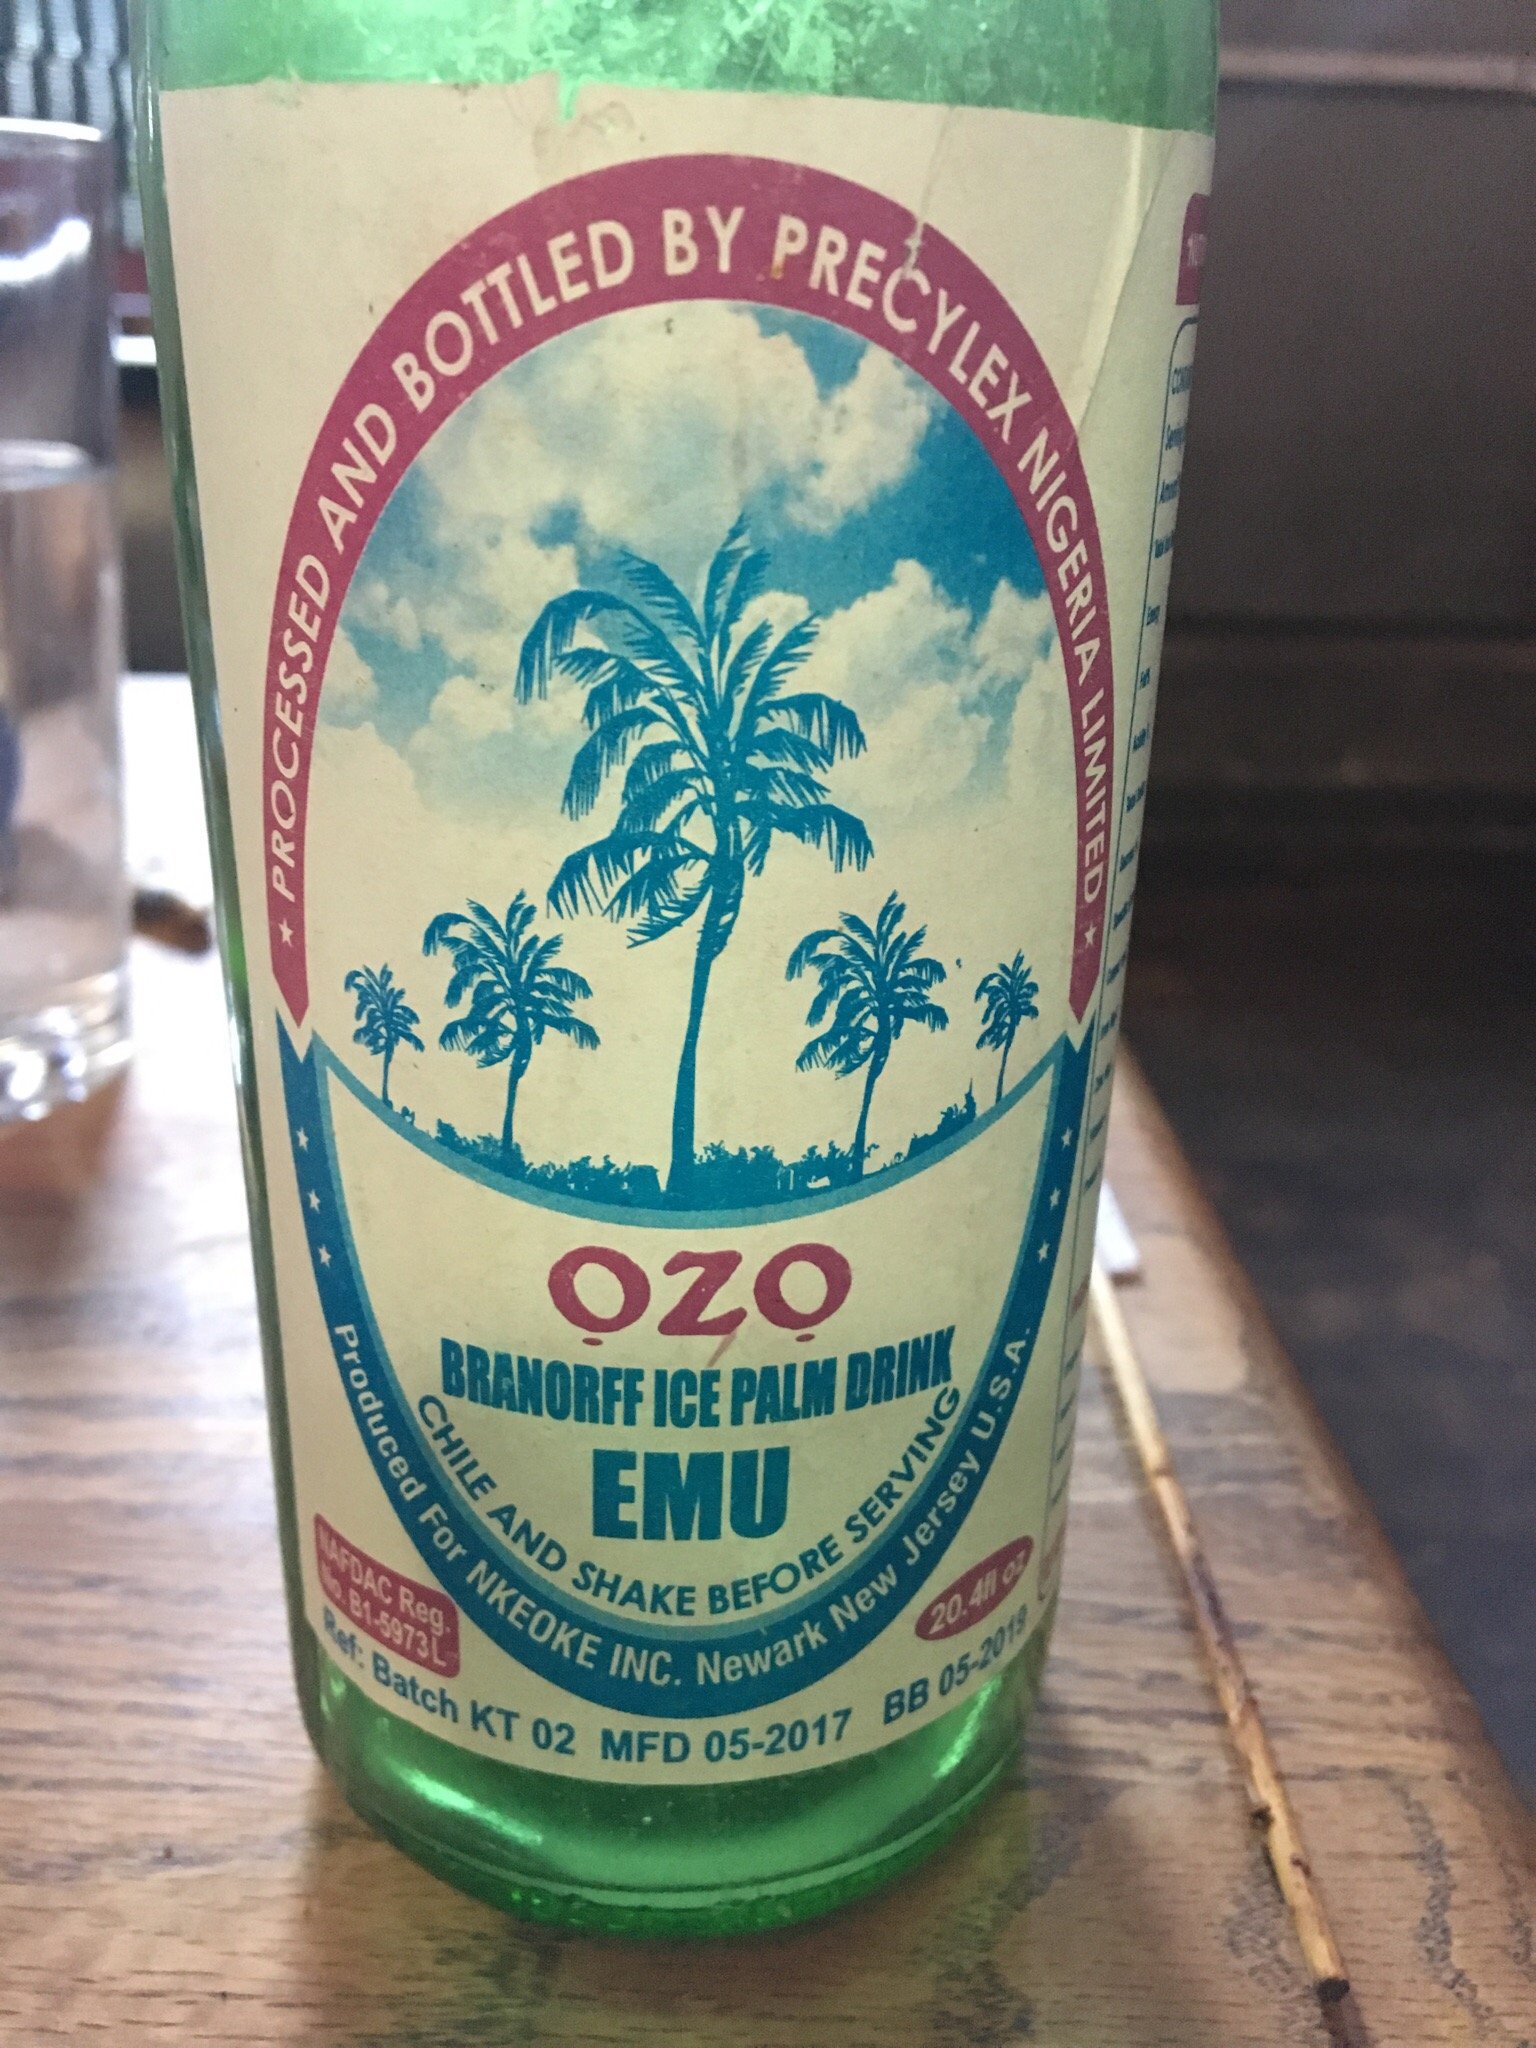 PROCESSED AND BOTTLED BY PRECYLEX NIGERIA LIMITED
ỌZỌ
BRANORFF ICE PALM DRINK
EMU
CHILE AND SHAKE BEFORE SERVING
Produced For NKEOKE INC. Newark New Jersey U.S.A.
NAFDAC Reg.
No. B1-5973L
20.4fl oz
Ref: Batch KT 02 MFD 05-2017 BB 05-2019